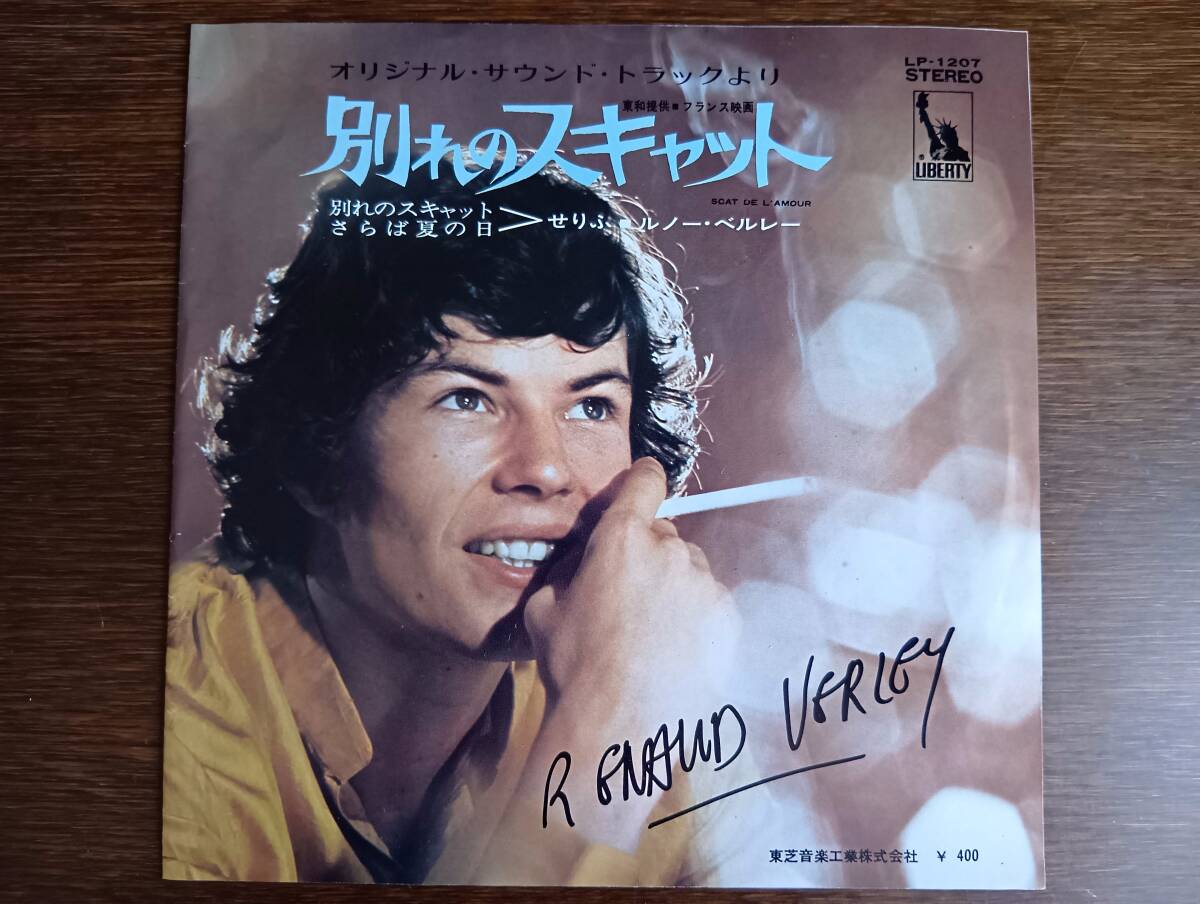 オリジナル・サウンド・トラックより
LP-1207
STEREO
東和提供■フランス映画
別れのスキャット
SCAT DE L'AMOUR
® LIBERTY
別れのスキャット
さらば夏の日 > せりふ■ルノー・ベルレー
RENAUD VERLEY
東芝音楽工業株式会社 ¥ 400